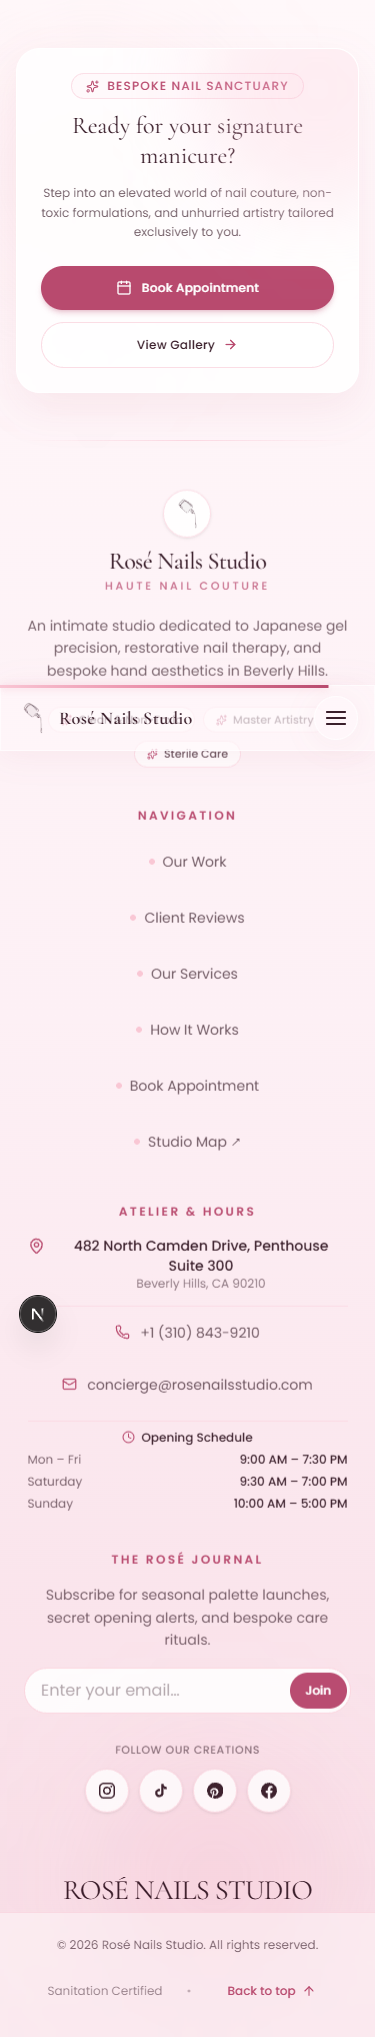 BESPOKE NAIL SANCTUARY
Ready for your signature
manicure?
Step into an elevated world of nail couture, non-
toxic formulations, and unhurried artistry tailored
exclusively to you.
Book Appointment
View Gallery →
Rosé Nails Studio
HAUTE NAIL COUTURE
An intimate studio dedicated to Japanese gel
precision, restorative nail therapy, and
bespoke hand aesthetics in Beverly Hills.
Rosé Nails Studio
Master Artistry
Sterile Care
NAVIGATION
Our Work
Client Reviews
Our Services
How It Works
Book Appointment
Studio Map ↗
ATELIER & HOURS
482 North Camden Drive, Penthouse
Suite 300
Beverly Hills, CA 90210
N
+1 (310) 843-9210
concierge@rosenailsstudio.com
Opening Schedule
Mon – Fri 9:00 AM – 7:30 PM
Saturday 9:30 AM – 7:00 PM
Sunday 10:00 AM – 5:00 PM
THE ROSÉ JOURNAL
Subscribe for seasonal palette launches,
secret opening alerts, and bespoke care
rituals.
Enter your email...
Join
FOLLOW OUR CREATIONS
ROSÉ NAILS STUDIO
© 2026 Rosé Nails Studio. All rights reserved.
Sanitation Certified • Back to top ↑